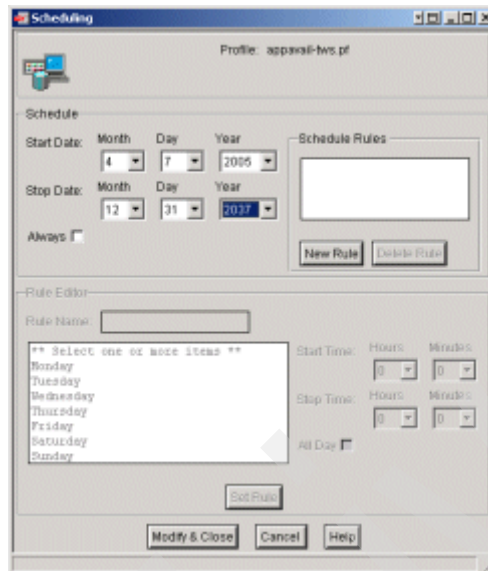 Scheduling
Profile: appavail-tws.pf
Schedule
Start Date: Month Day Year
4 7 2005
Schedule Rules
Stop Date: Month Day Year
12 31 2037
Always
New Rule Delete Rule
Rule Editor
Rule Name:
** Select one or more items **
Monday
Tuesday
Wednesday
Thursday
Friday
Saturday
Sunday
Start Time: Hours Minutes
0 0
Stop Time: Hours Minutes
0 0
All Day
Set Rule
Modify & Close Cancel Help